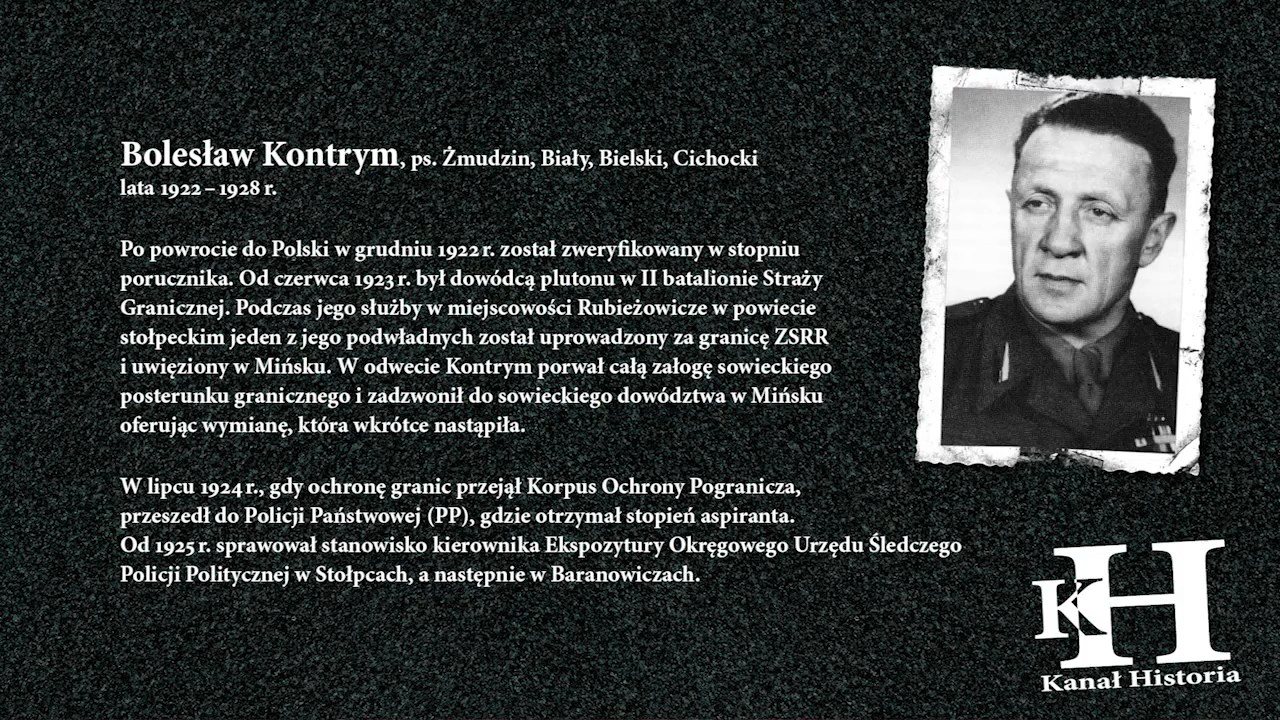 Bolesław Kontrym, ps. Żmudzin, Biały, Bielski, Cichocki
lata 1922 – 1928 r.
Po powrocie do Polski w grudniu 1922 r. został zweryfikowany w stopniu
porucznika. Od czerwca 1923 r. był dowódcą plutonu w II batalionie Straży
Granicznej. Podczas jego służby w miejscowości Rubieżowicze w powiecie
stołpeckim jeden z jego podwładnych został uprowadzony za granicę ZSRR
i uwięziony w Mińsku. W odwecie Kontrym porwał całą załogę sowieckiego
posterunku granicznego i zadzwonił do sowieckiego dowództwa w Mińsku
oferując wymianę, która wkrótce nastąpiła.
W lipcu 1924 r., gdy ochronę granic przejął Korpus Ochrony Pogranicza,
przeszedł do Policji Państwowej (PP), gdzie otrzymał stopień aspiranta.
Od 1925 r. sprawował stanowisko kierownika Ekspozytury Okręgowego Urzędu Śledczego
Policji Politycznej w Stołpcach, a następnie w Baranowiczach.
KH
Kanał Historia